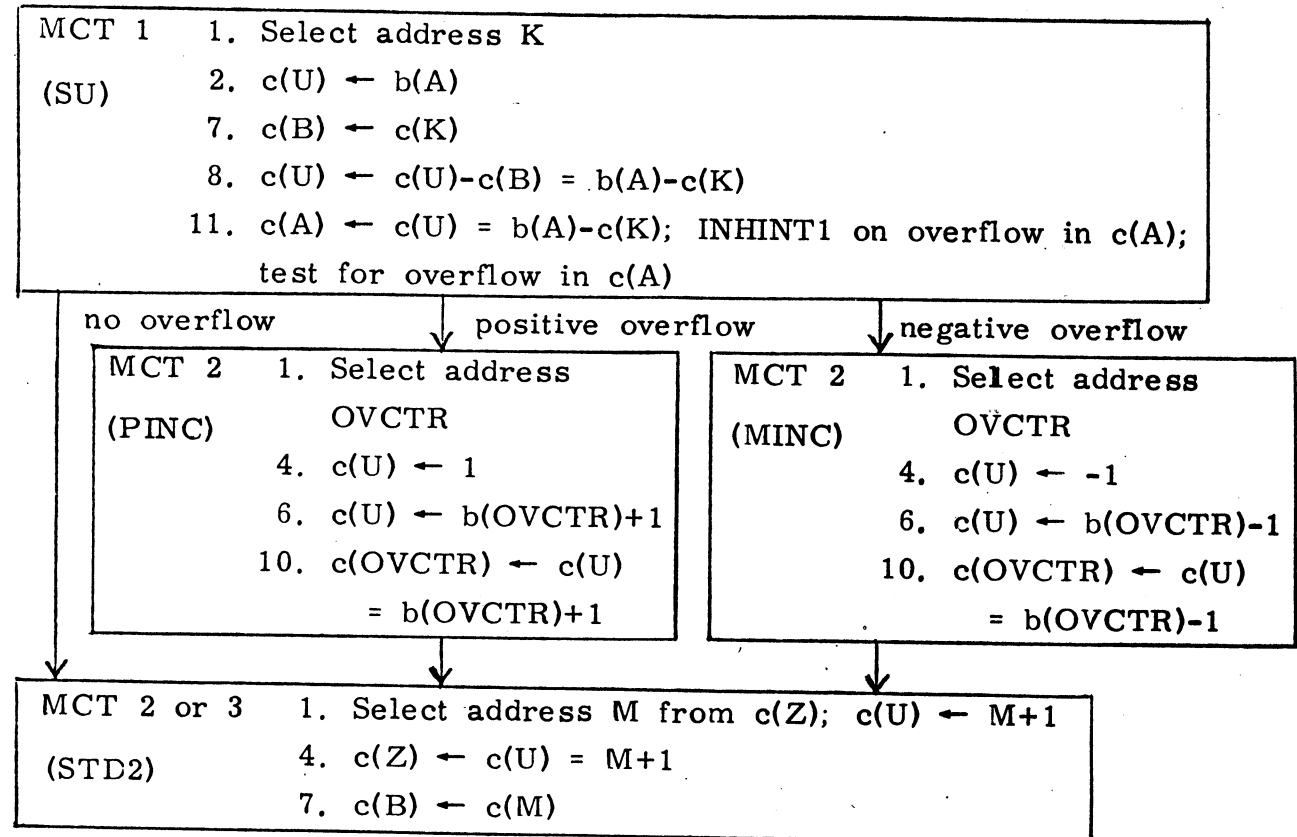 MCT 1 1. Select address K
(SU) 2. c(U) ← b(A)
7. c(B) ← c(K)
8. c(U) ← c(U)-c(B) = b(A)-c(K)
11. c(A) ← c(U) = b(A)-c(K); INHINT1 on overflow in c(A);
test for overflow in c(A)
no overflow
positive overflow
negative overflow
MCT 2 1. Select address
(PINC) OVCTR
4. c(U) ← 1
6. c(U) ← b(OVCTR)+1
10. c(OVCTR) ← c(U)
= b(OVCTR)+1
MCT 2 1. Select address
(MINC) OVCTR
4. c(U) ← -1
6. c(U) ← b(OVCTR)-1
10. c(OVCTR) ← c(U)
= b(OVCTR)-1
MCT 2 or 3 1. Select address M from c(Z); c(U) ← M+1
(STD2) 4. c(Z) ← c(U) = M+1
7. c(B) ← c(M)